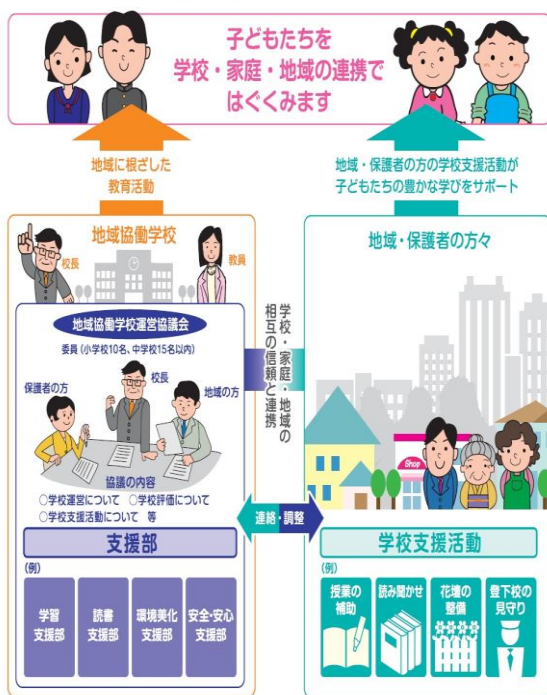 子どもたちを
学校・家庭・地域の連携で
はぐくみます
地域に根ざした
教育活動
地域・保護者の方の学校支援活動が
子どもたちの豊かな学びをサポート
地域協働学校
校長
教員
地域協働学校運営協議会
委員(小学校10名、中学校15名以内)
保護者の方
校長
地域の方
協議の内容
○学校運営について ○学校評価について
○学校支援活動について 等
支援部
(例)
学習
支援部
読書
支援部
環境美化
支援部
安全・安心
支援部
学校・家庭・地域の
相互の信頼と連携
連絡・調整
地域・保護者の方々
Shop
学校支援活動
(例)
授業の
補助
読み聞かせ
花壇の
整備
登下校の
見守り